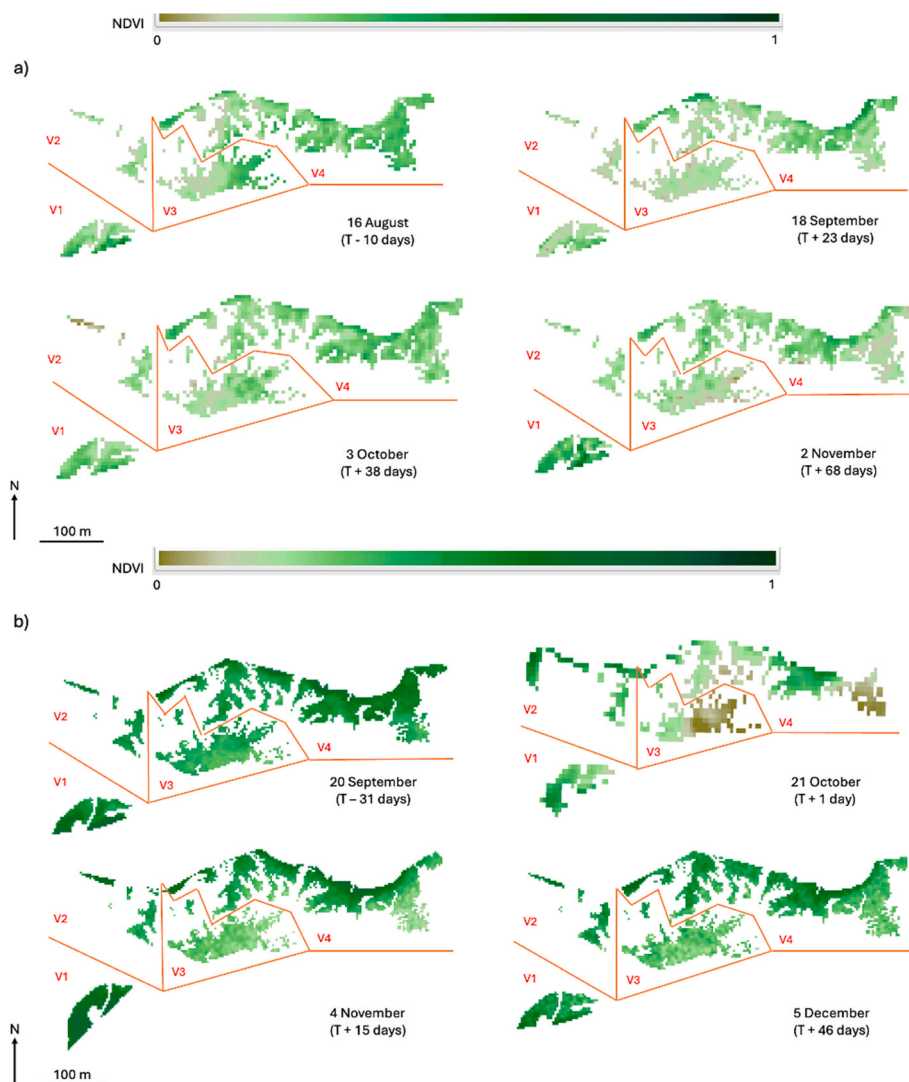 NDVI
0 1
a)
V2
V1
V3
V4
16 August
(T - 10 days)
V2
V1
V3
V4
18 September
(T + 23 days)
V2
V1
V3
V4
3 October
(T + 38 days)
V2
V1
V3
V4
2 November
(T + 68 days)
N
100 m
NDVI
0 1
b)
V2
V1
V3
V4
20 September
(T – 31 days)
V2
V1
V3
V4
21 October
(T + 1 day)
V2
V1
V3
V4
4 November
(T + 15 days)
V2
V1
V3
V4
5 December
(T + 46 days)
N
100 m